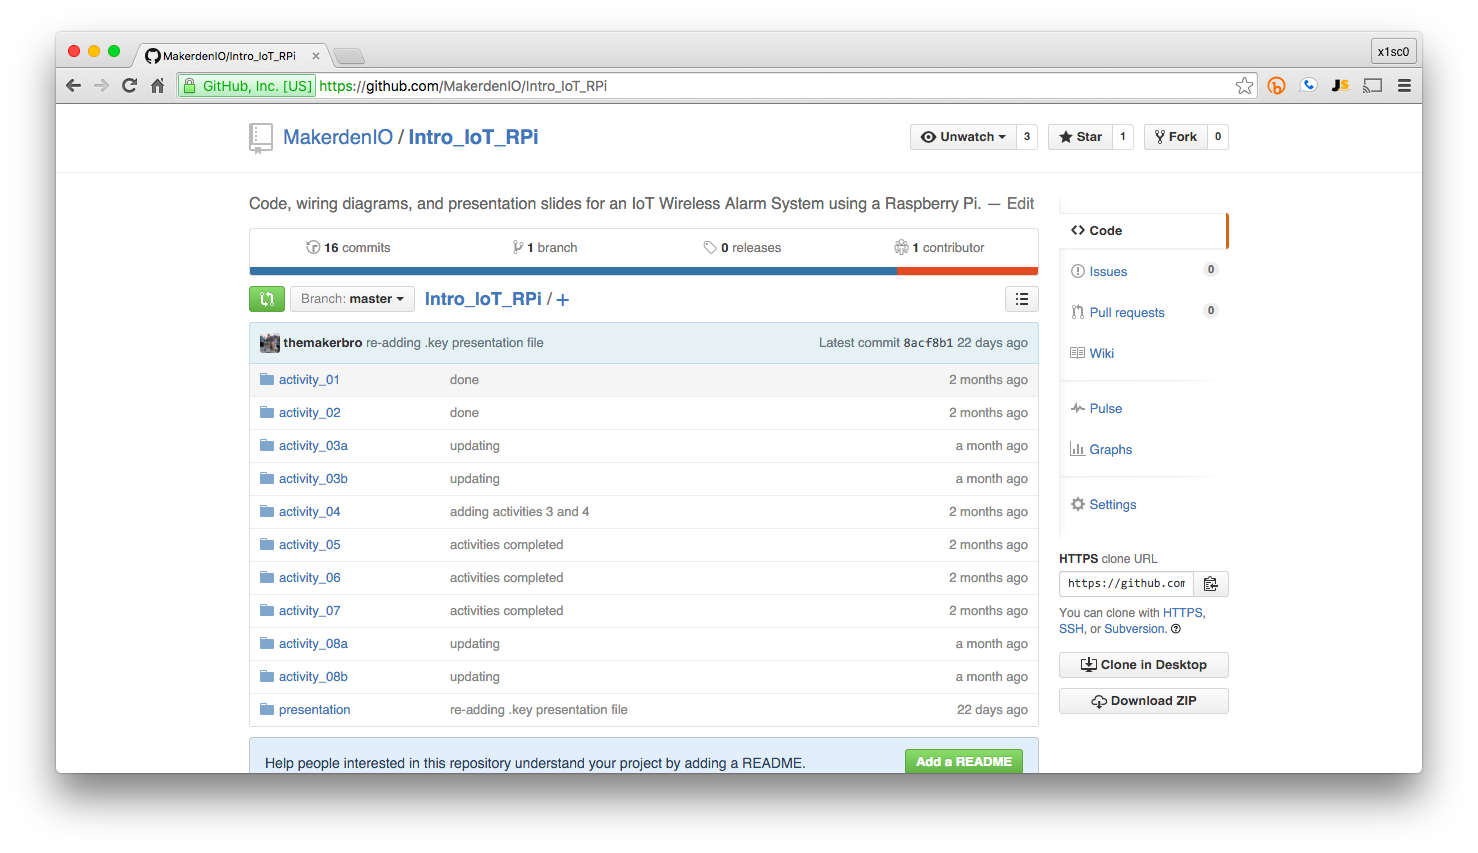 MakerdenIO/Intro_IoT_RPi ×
x1sc0
GitHub, Inc. [US] https://github.com/MakerdenIO/Intro_IoT_RPi
MakerdenIO / Intro_IoT_RPi
Unwatch 3 Star 1 Fork 0
Code, wiring diagrams, and presentation slides for an IoT Wireless Alarm System using a Raspberry Pi. — Edit
16 commits 1 branch 0 releases 1 contributor
Branch: master Intro_IoT_RPi / +
themakerbro re-adding .key presentation file Latest commit 8acf8b1 22 days ago
activity_01 done 2 months ago
activity_02 done 2 months ago
activity_03a updating a month ago
activity_03b updating a month ago
activity_04 adding activities 3 and 4 2 months ago
activity_05 activities completed 2 months ago
activity_06 activities completed 2 months ago
activity_07 activities completed 2 months ago
activity_08a updating a month ago
activity_08b updating a month ago
presentation re-adding .key presentation file 22 days ago
Help people interested in this repository understand your project by adding a README. Add a README
Code
Issues 0
Pull requests 0
Wiki
Pulse
Graphs
Settings
HTTPS clone URL
https://github.com
You can clone with HTTPS,
SSH, or Subversion.
Clone in Desktop
Download ZIP